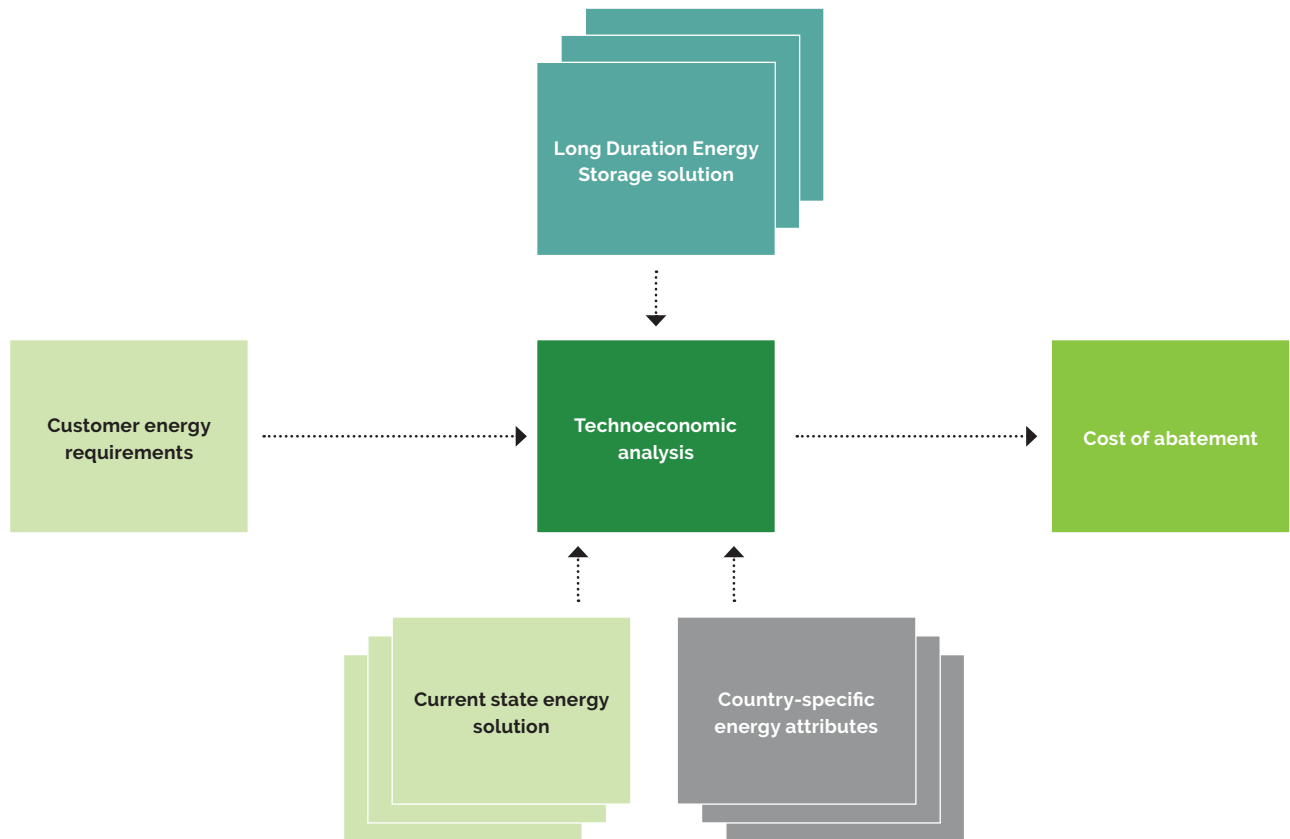 Long Duration Energy
Storage solution
Customer energy
requirements
Technoeconomic
analysis
Cost of abatement
Current state energy
solution
Country-specific
energy attributes